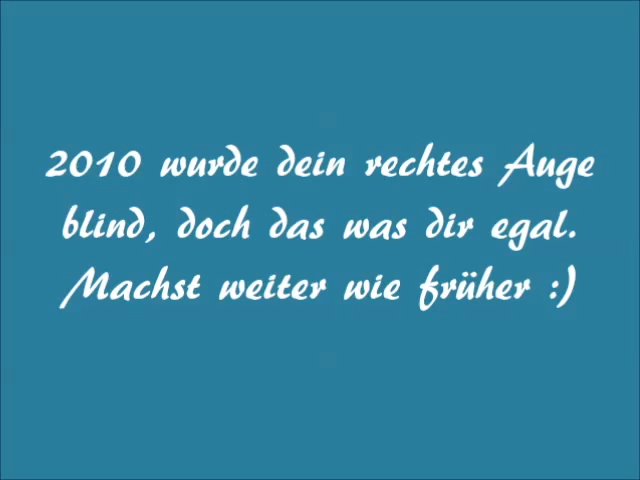 2010 wurde dein rechtes Auge
blind, doch das was dir egal.
Machst weiter wie früher :)